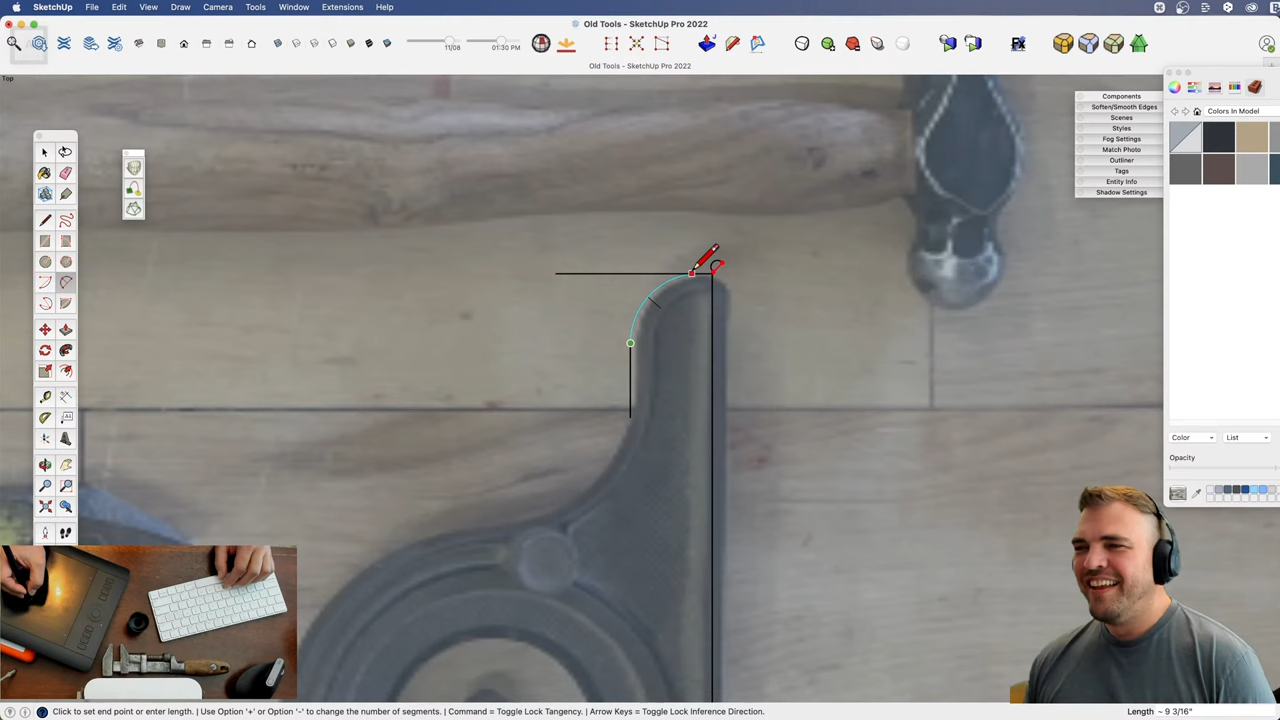 SketchUp File Edit View Draw Camera Tools Window Extensions Help
Old Tools - SketchUp Pro 2022
11/08 01:30 PM
Old Tools - SketchUp Pro 2022
Top
Components
Soften/Smooth Edges
Scenes
Styles
Fog Settings
Match Photo
Outliner
Tags
Entity Info
Shadow Settings
Colors In Model
Color
List
Opacity
Click to set end point or enter length. | Use Option '+' or Option '-' to change the number of segments. | Command = Toggle Lock Tangency. | Arrow Keys = Toggle Lock Inference Direction.
Length ~ 9 3/16"